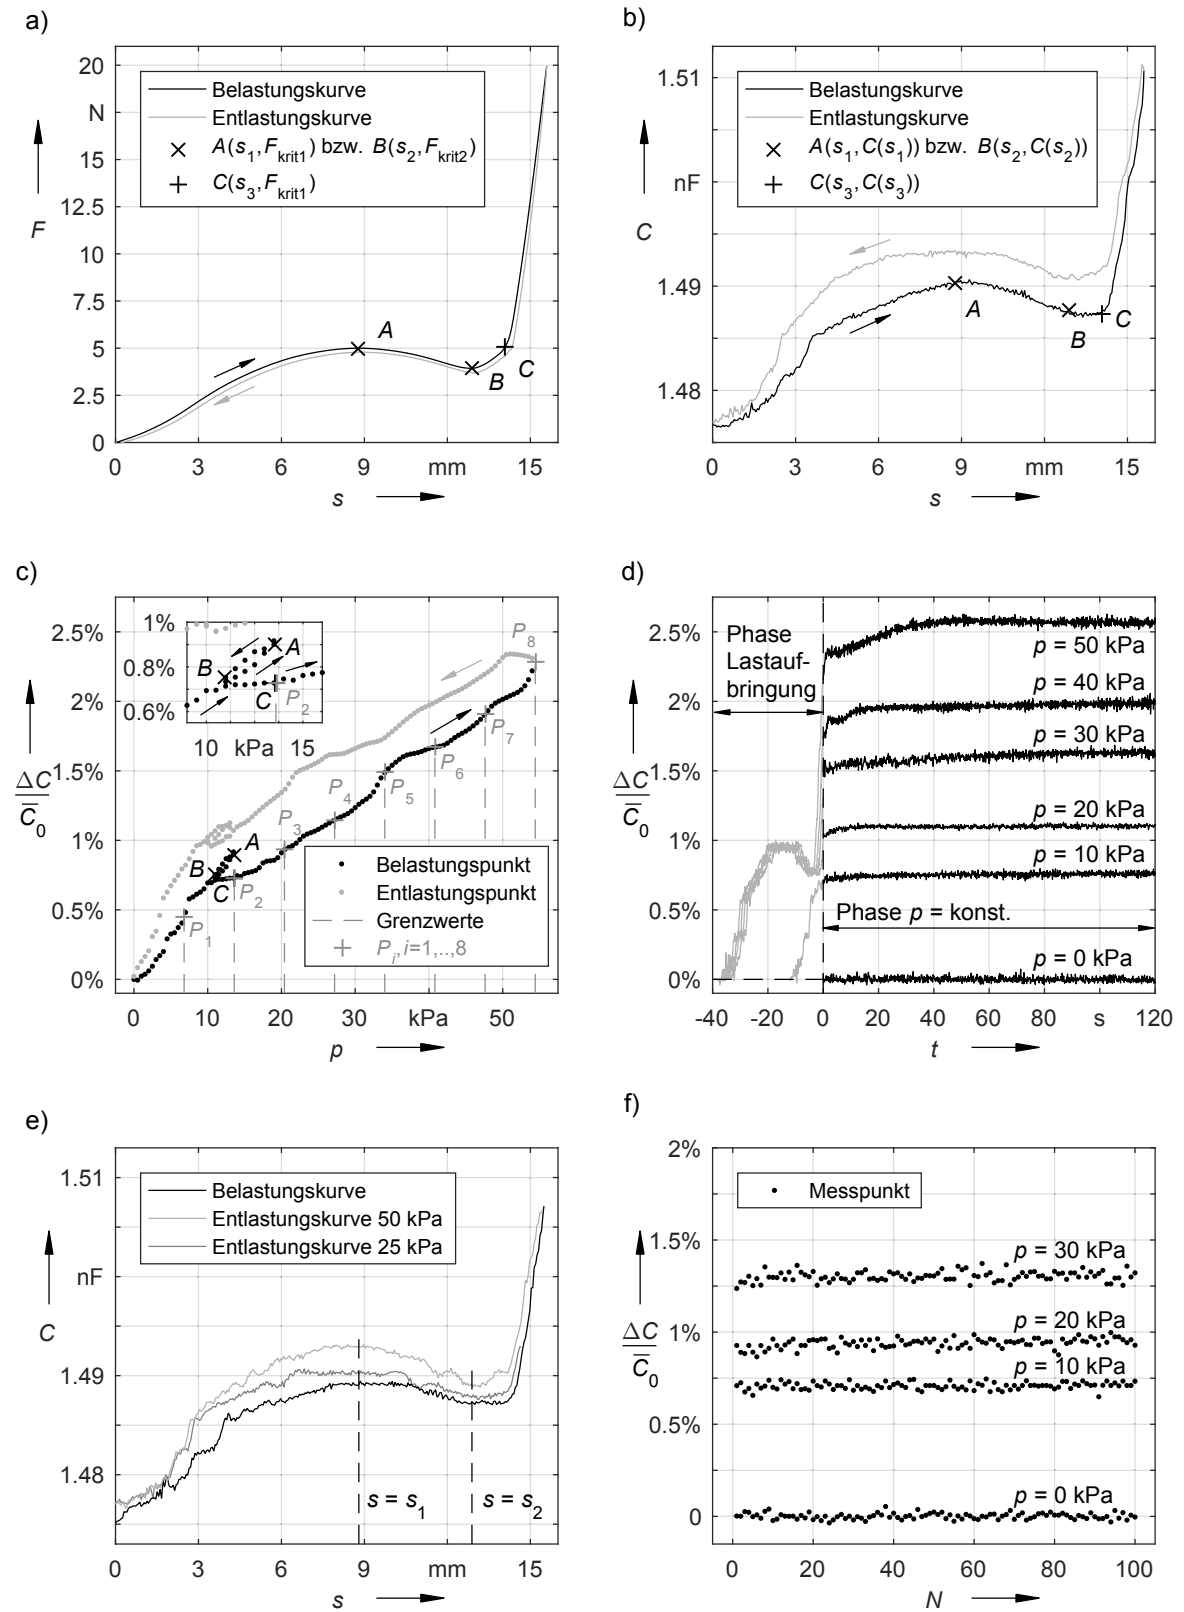 a)
20
N
15
12.5
10
7.5
5
2.5
0
F
Belastungskurve
Entlastungskurve
A(s1,Fkrit1) bzw. B(s2,Fkrit2)
C(s3,Fkrit1)
A
B
C
0 3 6 9 mm 15
s
b)
1.51
nF
1.49
1.48
C
Belastungskurve
Entlastungskurve
A(s1,C(s1)) bzw. B(s2,C(s2))
C(s3,C(s3))
A
B
C
0 3 6 9 mm 15
s
c)
2.5%
2%
1.5%
1%
0.5%
0%
ΔC
C̅0
1%
0.8%
0.6%
A
B
C
P2
10 kPa 15
A
B
C
P1
P2
P3
P4
P5
P6
P7
P8
Belastungspunkt
Entlastungspunkt
Grenzwerte
Pi,i=1,..,8
0 10 20 30 kPa 50
p
d)
2.5%
2%
1.5%
1%
0.5%
0%
ΔC
C̅0
Phase
Lastauf-
bringung
p = 50 kPa
p = 40 kPa
p = 30 kPa
p = 20 kPa
p = 10 kPa
Phase p = konst.
p = 0 kPa
-40 -20 0 20 40 60 80 s 120
t
e)
1.51
nF
1.49
1.48
C
Belastungskurve
Entlastungskurve 50 kPa
Entlastungskurve 25 kPa
s = s1
s = s2
0 3 6 9 mm 15
s
f)
2%
1.5%
1%
0.5%
0
ΔC
C̅0
Messpunkt
p = 30 kPa
p = 20 kPa
p = 10 kPa
p = 0 kPa
0 20 40 60 80 100
N